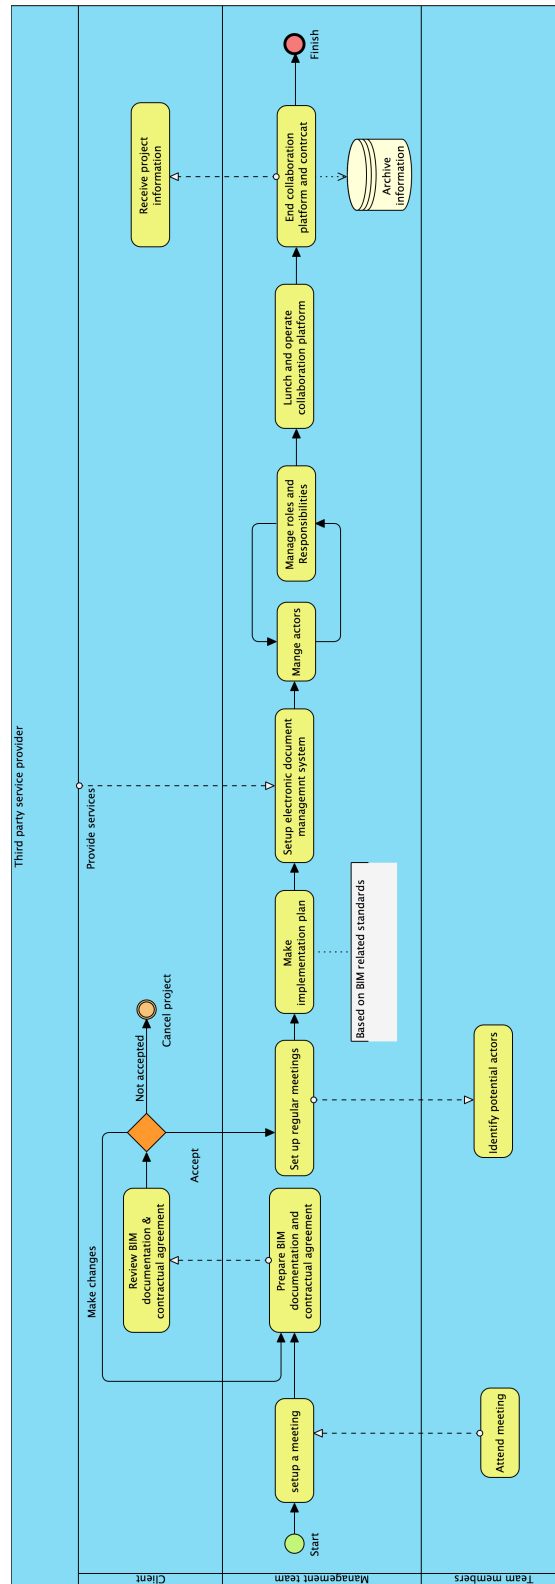 Third party service provider
Client
Management team
Team members
Start
setup a meeting
Attend meeting
Prepare BIM
documentation and
contractual agreement
Review BIM
documentation &
contractual agreement
Make changes
Not accepted
Cancel project
Accept
Set up regular meetings
Identify potential actors
Make
implementation plan
Based on BIM related standards
Provide services
Setup electronic document
managemnt system
Mange actors
Manage roles and
Responsibilities
Lunch and operate
collaboration platform
End collaboration
platform and contrcat
Receive project
information
Archive
information
Finish